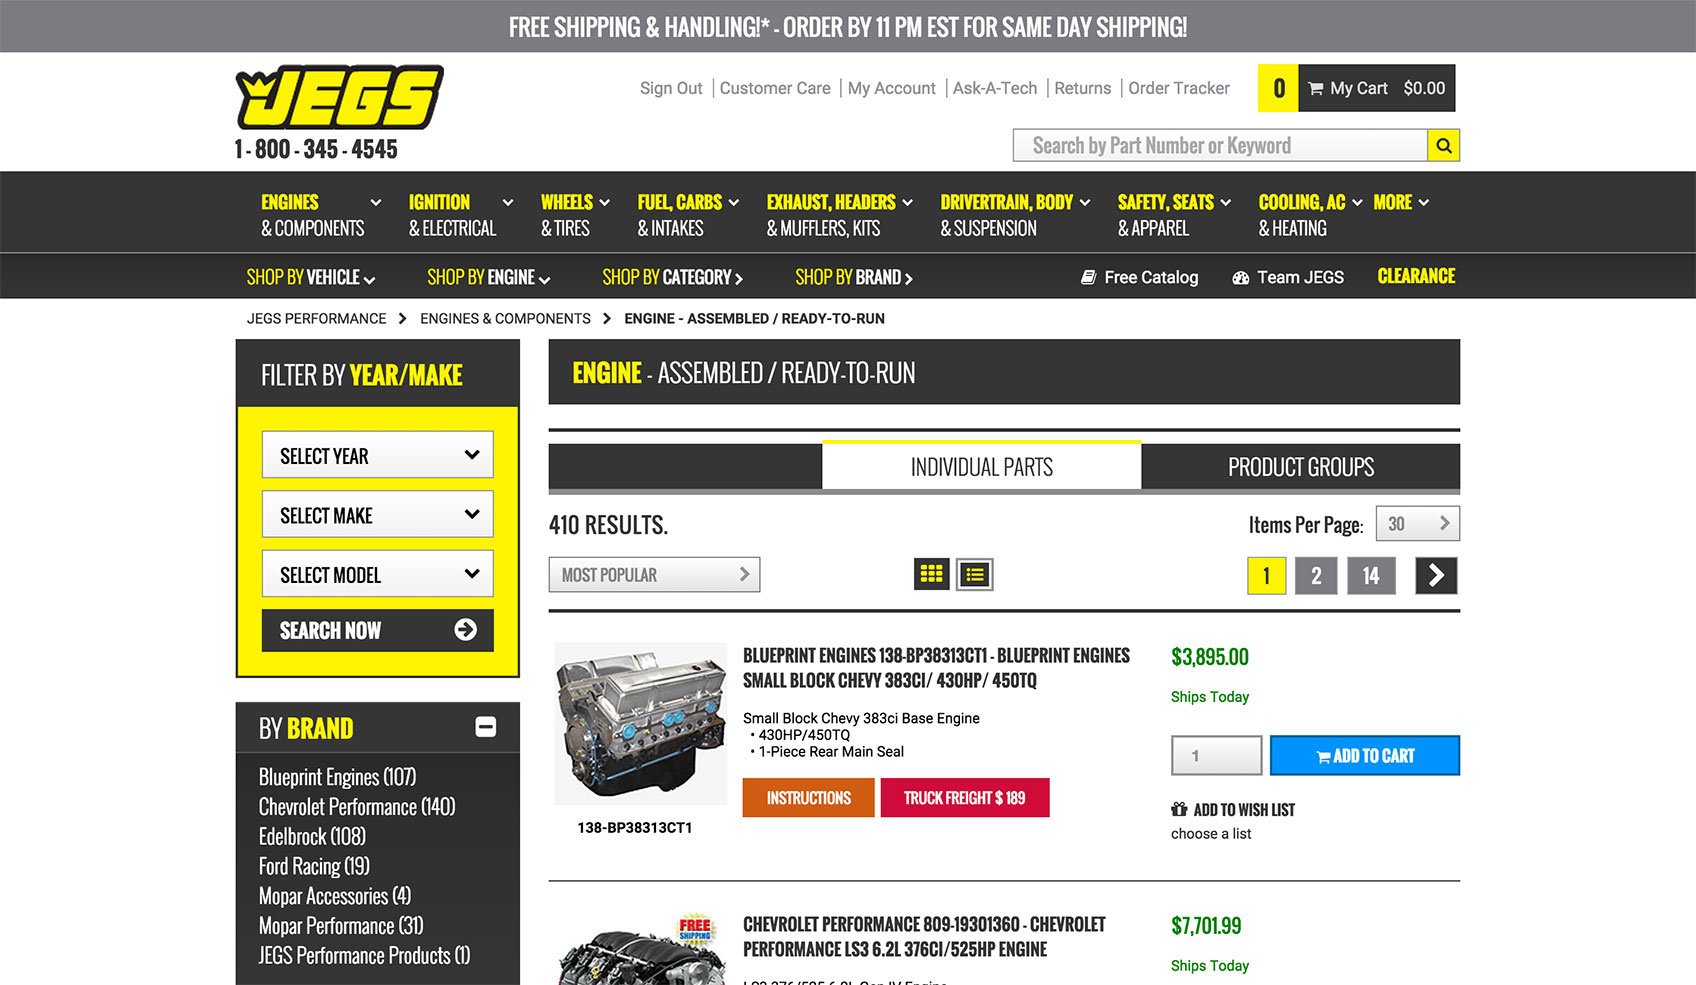 FREE SHIPPING & HANDLING!* - ORDER BY 11 PM EST FOR SAME DAY SHIPPING!
JEGS
1 - 800 - 345 - 4545
Sign Out | Customer Care | My Account | Ask-A-Tech | Returns | Order Tracker
0 My Cart $0.00
Search by Part Number or Keyword
ENGINES & COMPONENTS
IGNITION & ELECTRICAL
WHEELS & TIRES
FUEL, CARBS & INTAKES
EXHAUST, HEADERS & MUFFLERS, KITS
DRIVERTRAIN, BODY & SUSPENSION
SAFETY, SEATS & APPAREL
COOLING, AC & HEATING
MORE
SHOP BY VEHICLE
SHOP BY ENGINE
SHOP BY CATEGORY
SHOP BY BRAND
Free Catalog
Team JEGS
CLEARANCE
JEGS PERFORMANCE > ENGINES & COMPONENTS > ENGINE - ASSEMBLED / READY-TO-RUN
FILTER BY YEAR/MAKE
SELECT YEAR
SELECT MAKE
SELECT MODEL
SEARCH NOW
BY BRAND
Blueprint Engines (107)
Chevrolet Performance (140)
Edelbrock (108)
Ford Racing (19)
Mopar Accessories (4)
Mopar Performance (31)
JEGS Performance Products (1)
ENGINE - ASSEMBLED / READY-TO-RUN
INDIVIDUAL PARTS
PRODUCT GROUPS
410 RESULTS.
Items Per Page: 30
MOST POPULAR
1 2 14
BLUEPRINT ENGINES 138-BP38313CT1 - BLUEPRINT ENGINES
SMALL BLOCK CHEVY 383CI/ 430HP/ 450TQ
Small Block Chevy 383ci Base Engine
• 430HP/450TQ
• 1-Piece Rear Main Seal
INSTRUCTIONS
TRUCK FREIGHT $ 189
138-BP38313CT1
$3,895.00
Ships Today
1
ADD TO CART
ADD TO WISH LIST
choose a list
FREE
SHIPPING
CHEVROLET PERFORMANCE 809-19301360 - CHEVROLET
PERFORMANCE LS3 6.2L 376CI/525HP ENGINE
LS3 376/525 6.2L Gen IV Engine
$7,701.99
Ships Today